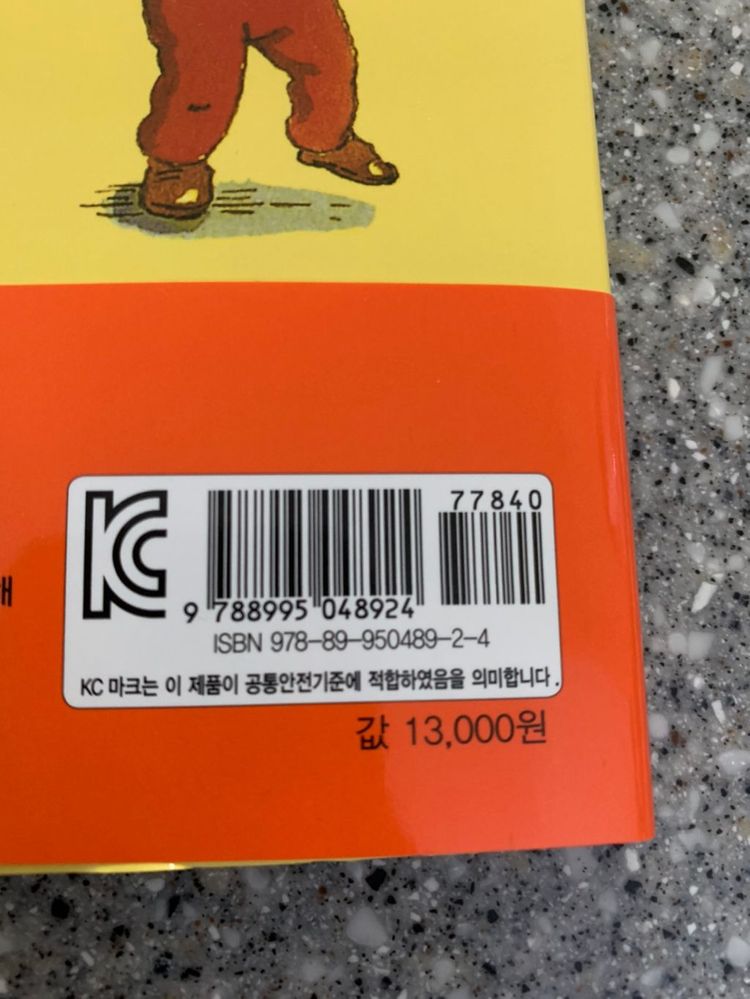 77840
KC
9 788995 048924
ISBN 978-89-950489-2-4
KC 마크는 이 제품이 공통안전기준에 적합하였음을 의미합니다.
값 13,000원